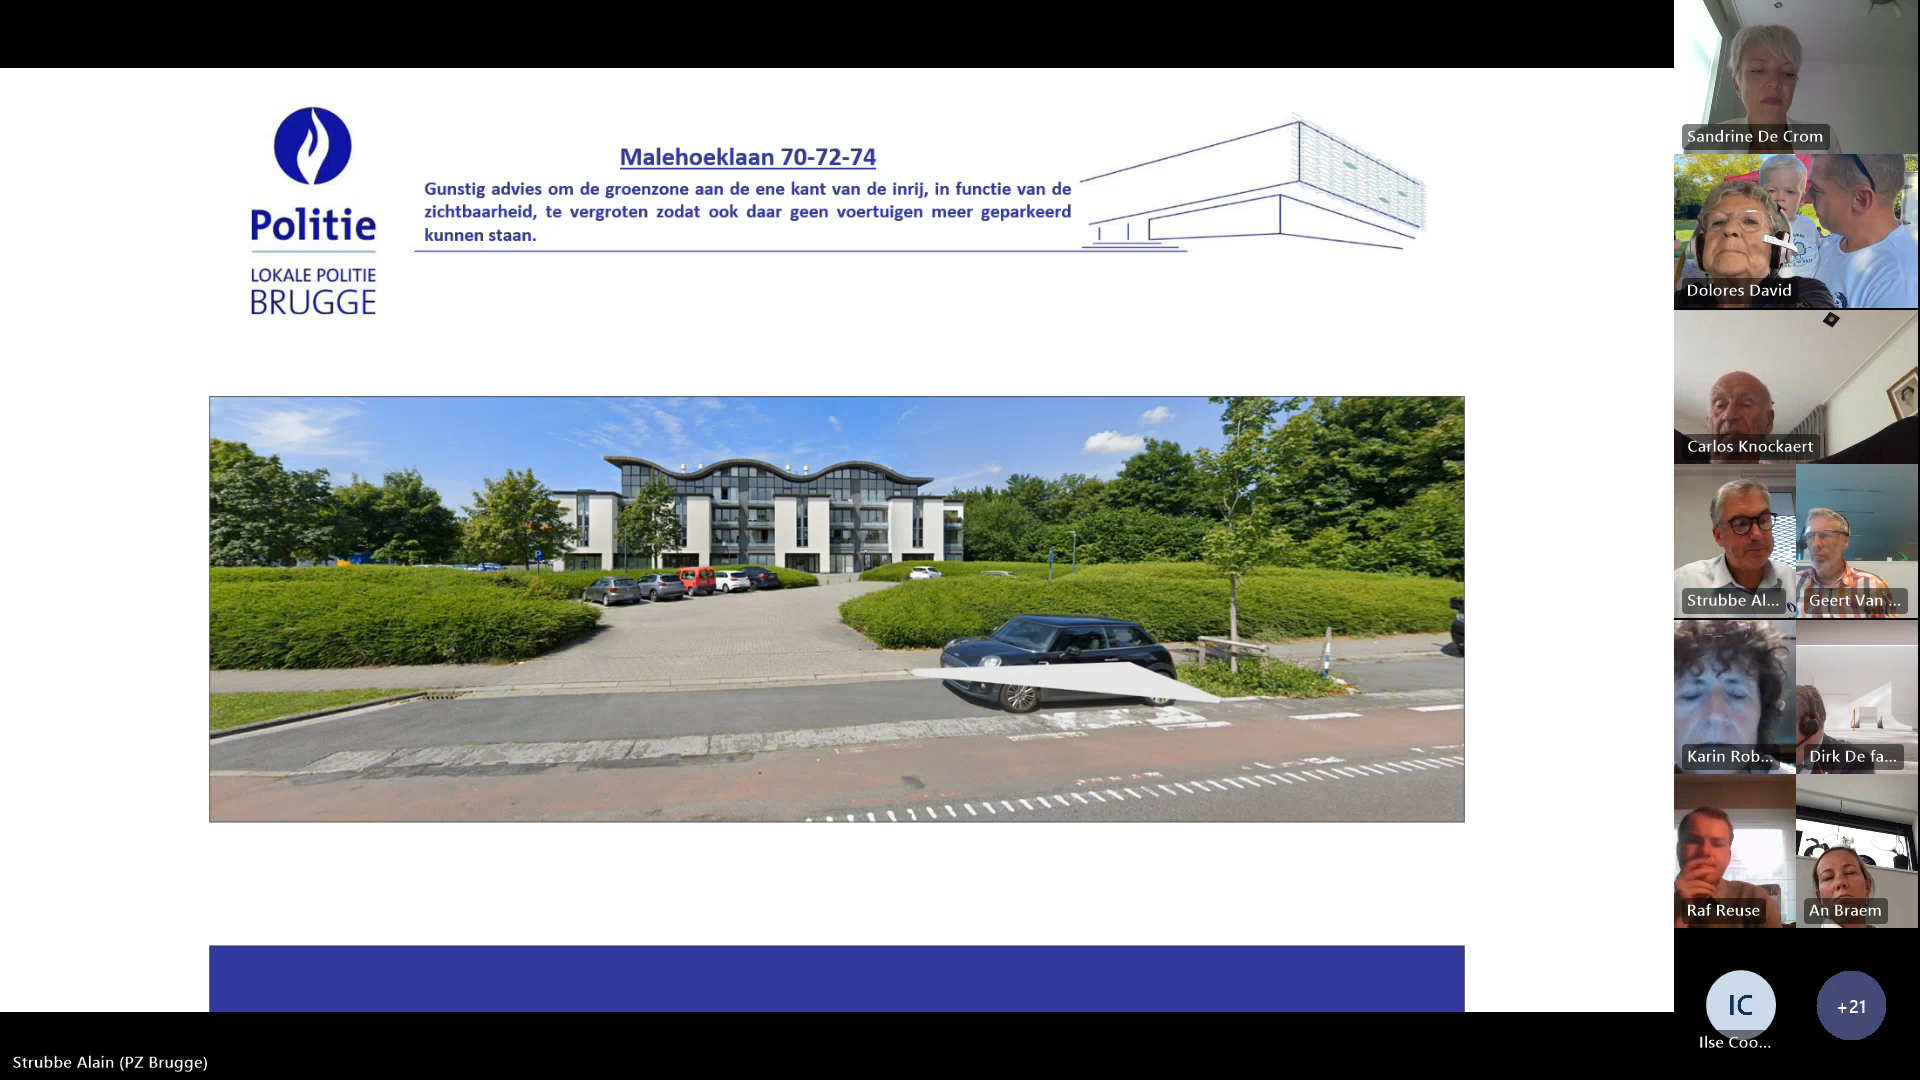 Politie
LOKALE POLITIE
BRUGGE
Malehoeklaan 70-72-74
Gunstig advies om de groenzone aan de ene kant van de inrij, in functie van de
zichtbaarheid, te vergroten zodat ook daar geen voertuigen meer geparkeerd
kunnen staan.
P
Sandrine De Crom
Dolores David
Carlos Knockaert
Strubbe Al...
Geert Van ...
Karin Rob...
Dirk De fa...
Raf Reuse
An Braem
IC
Ilse Coo...
+21
Strubbe Alain (PZ Brugge)